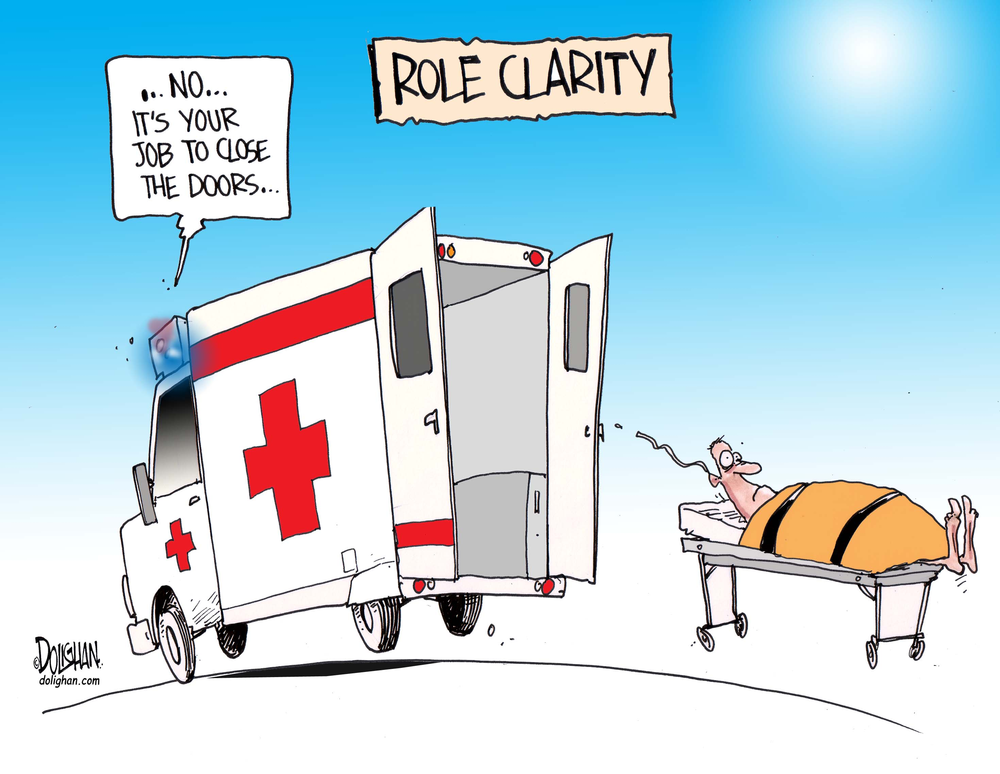 ROLE CLARITY
... NO...
IT'S YOUR
JOB TO CLOSE
THE DOORS...
© DOLIGHAN.
dolighan.com